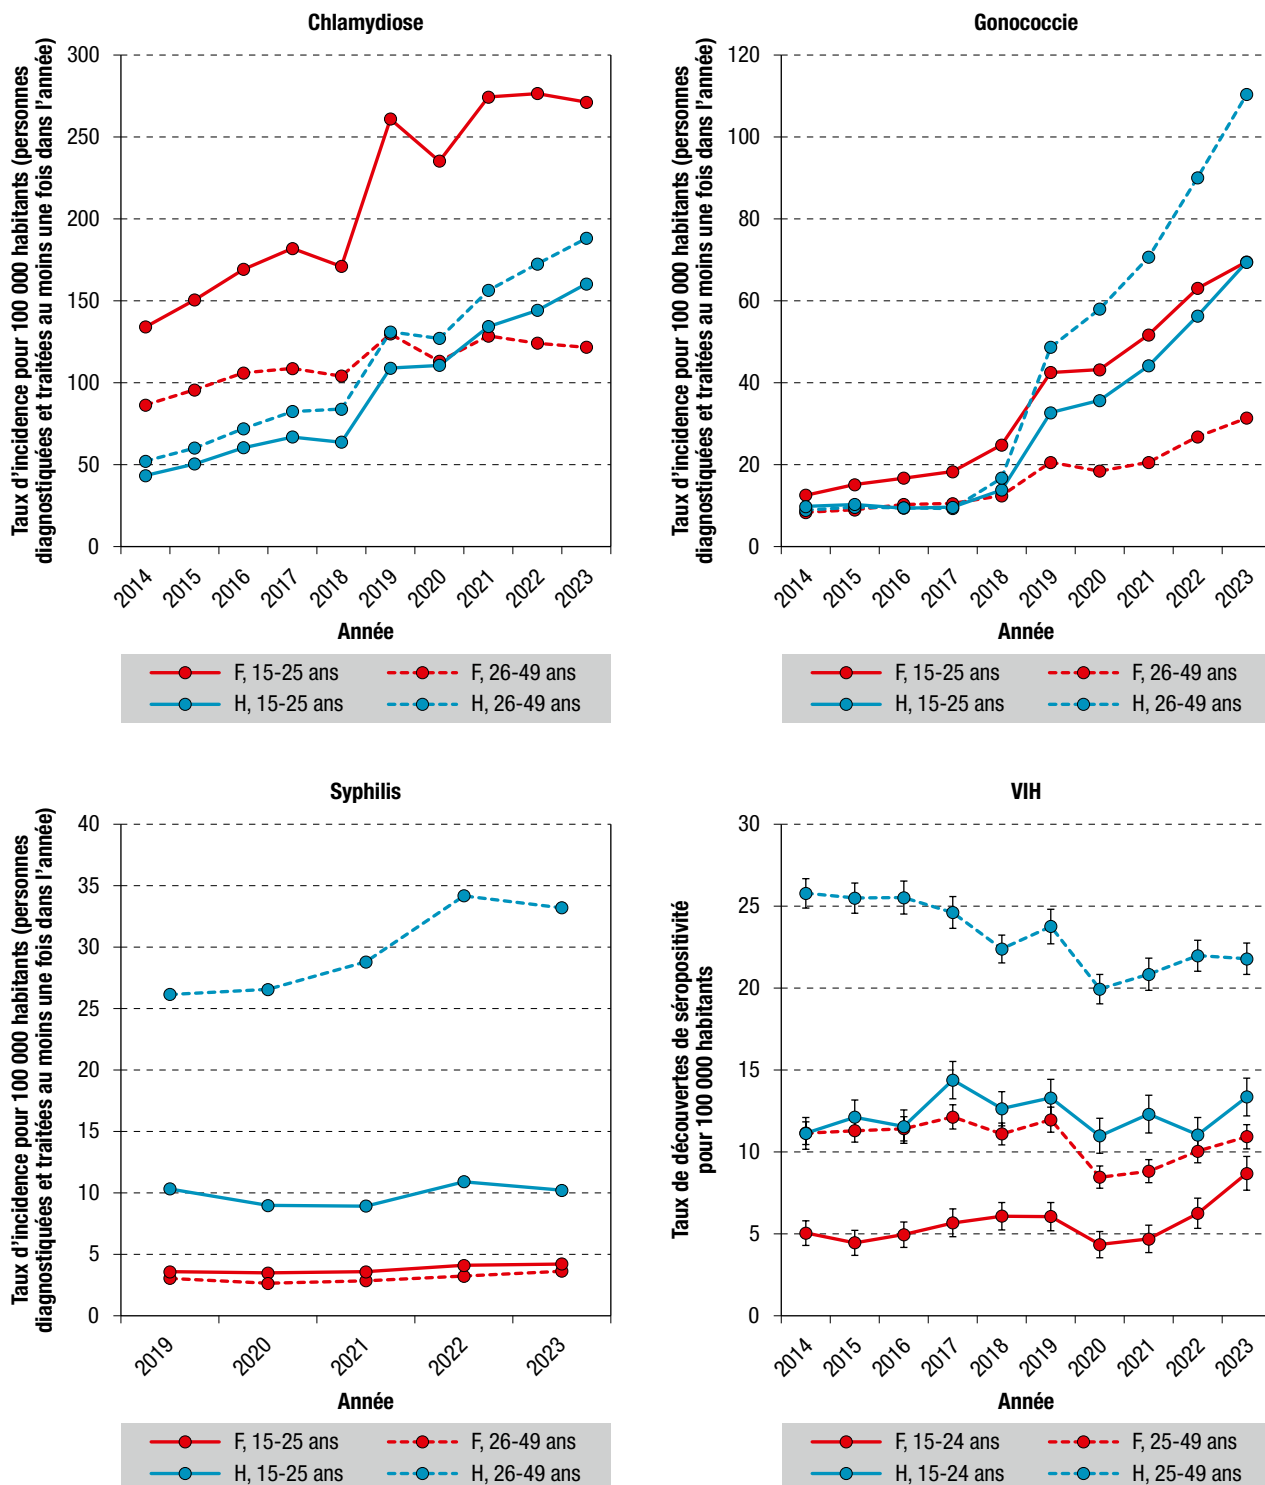 Chlamydiose
Taux d'incidence pour 100 000 habitants (personnes
diagnostiquées et traitées au moins une fois dans l'année)
300
250
200
150
100
50
0
2014
2015
2016
2017
2018
2019
2020
2021
2022
2023
Année
F, 15-25 ans
F, 26-49 ans
H, 15-25 ans
H, 26-49 ans
Gonococcie
Taux d'incidence pour 100 000 habitants (personnes
diagnostiquées et traitées au moins une fois dans l'année)
120
100
80
60
40
20
0
2014
2015
2016
2017
2018
2019
2020
2021
2022
2023
Année
F, 15-25 ans
F, 26-49 ans
H, 15-25 ans
H, 26-49 ans
Syphilis
Taux d'incidence pour 100 000 habitants (personnes
diagnostiquées et traitées au moins une fois dans l'année)
40
35
30
25
20
15
10
5
0
2019
2020
2021
2022
2023
Année
F, 15-25 ans
F, 26-49 ans
H, 15-25 ans
H, 26-49 ans
VIH
Taux de découvertes de séropositivité
pour 100 000 habitants
30
25
20
15
10
5
0
2014
2015
2016
2017
2018
2019
2020
2021
2022
2023
Année
F, 15-24 ans
F, 25-49 ans
H, 15-24 ans
H, 25-49 ans